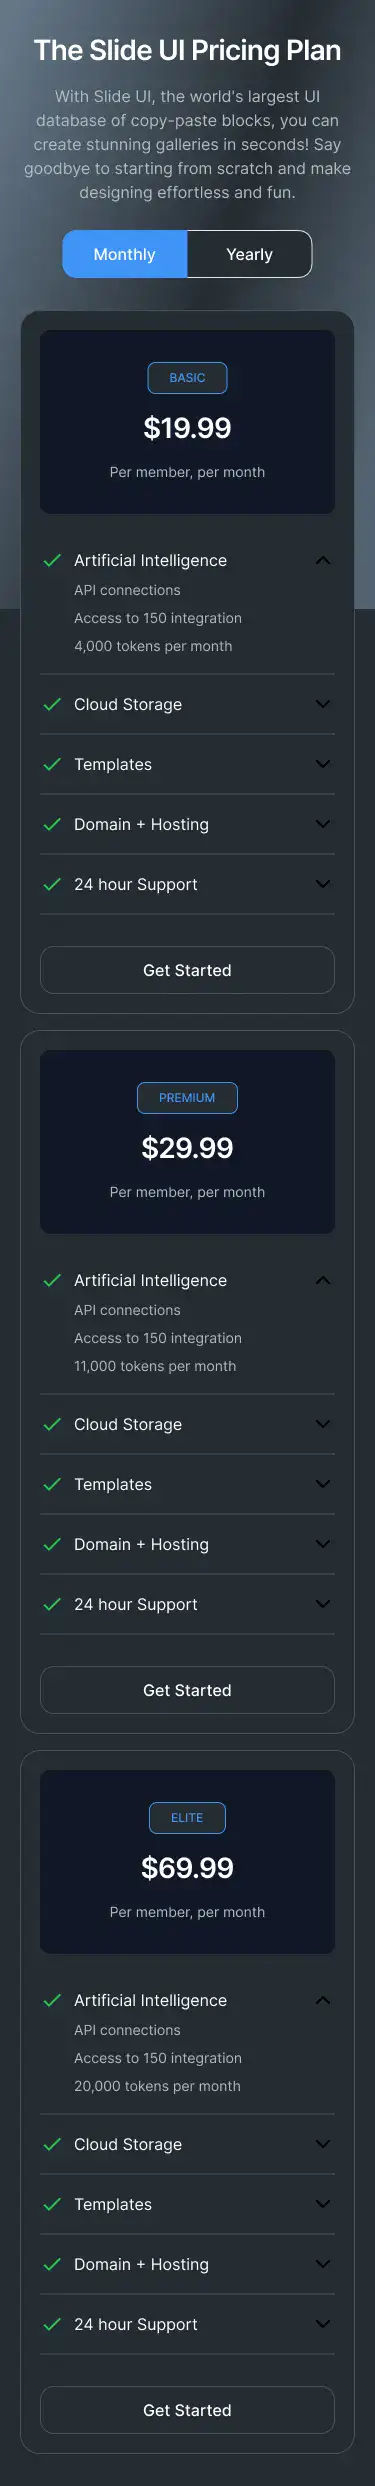 The Slide UI Pricing Plan
With Slide UI, the world's largest UI
database of copy-paste blocks, you can
create stunning galleries in seconds! Say
goodbye to starting from scratch and make
designing effortless and fun.
Monthly
Yearly
BASIC
$19.99
Per member, per month
Artificial Intelligence
API connections
Access to 150 integration
4,000 tokens per month
Cloud Storage
Templates
Domain + Hosting
24 hour Support
Get Started
PREMIUM
$29.99
Per member, per month
Artificial Intelligence
API connections
Access to 150 integration
11,000 tokens per month
Cloud Storage
Templates
Domain + Hosting
24 hour Support
Get Started
ELITE
$69.99
Per member, per month
Artificial Intelligence
API connections
Access to 150 integration
20,000 tokens per month
Cloud Storage
Templates
Domain + Hosting
24 hour Support
Get Started